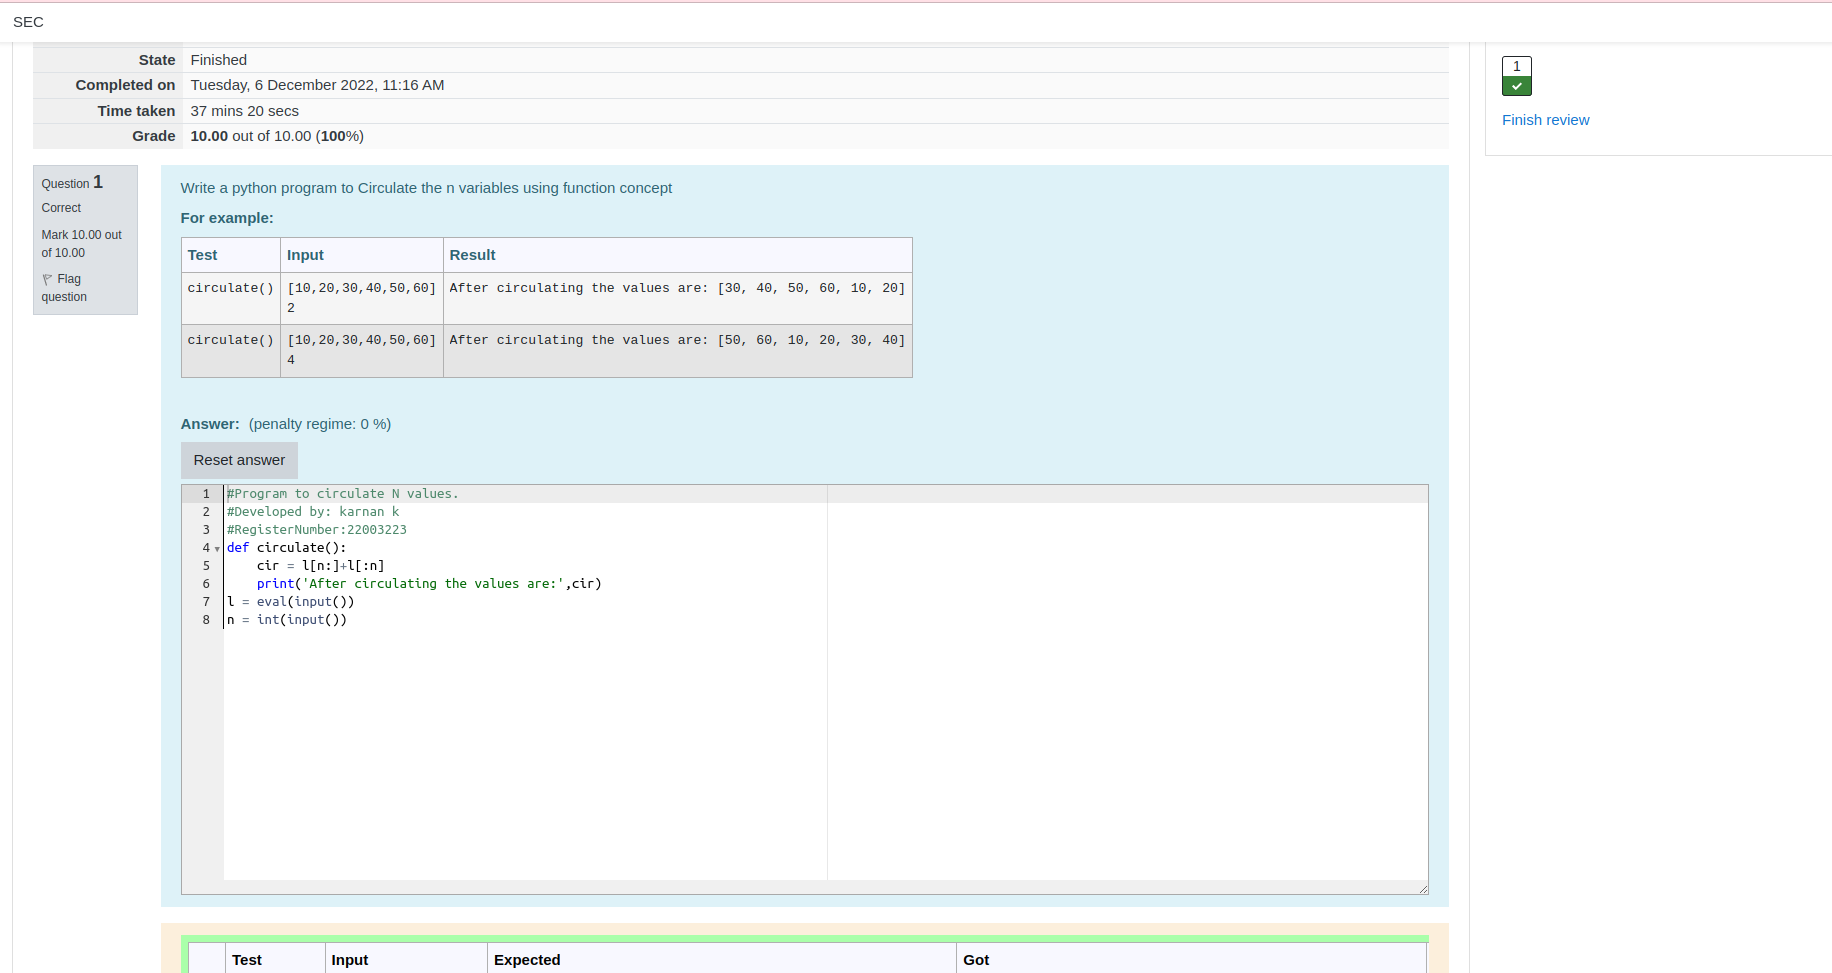 SEC
State Finished
Completed on Tuesday, 6 December 2022, 11:16 AM
Time taken 37 mins 20 secs
Grade 10.00 out of 10.00 (100%)
1
Finish review
Question 1
Correct
Mark 10.00 out
of 10.00
Flag
question
Write a python program to Circulate the n variables using function concept
For example:
Test Input Result
circulate() [10,20,30,40,50,60] After circulating the values are: [30, 40, 50, 60, 10, 20]
2
circulate() [10,20,30,40,50,60] After circulating the values are: [50, 60, 10, 20, 30, 40]
4
Answer: (penalty regime: 0 %)
Reset answer
1 #Program to circulate N values.
2 #Developed by: karnan k
3 #RegisterNumber:22003223
4 def circulate():
5     cir = l[n:]+l[:n]
6     print('After circulating the values are:',cir)
7 l = eval(input())
8 n = int(input())
Test Input Expected Got